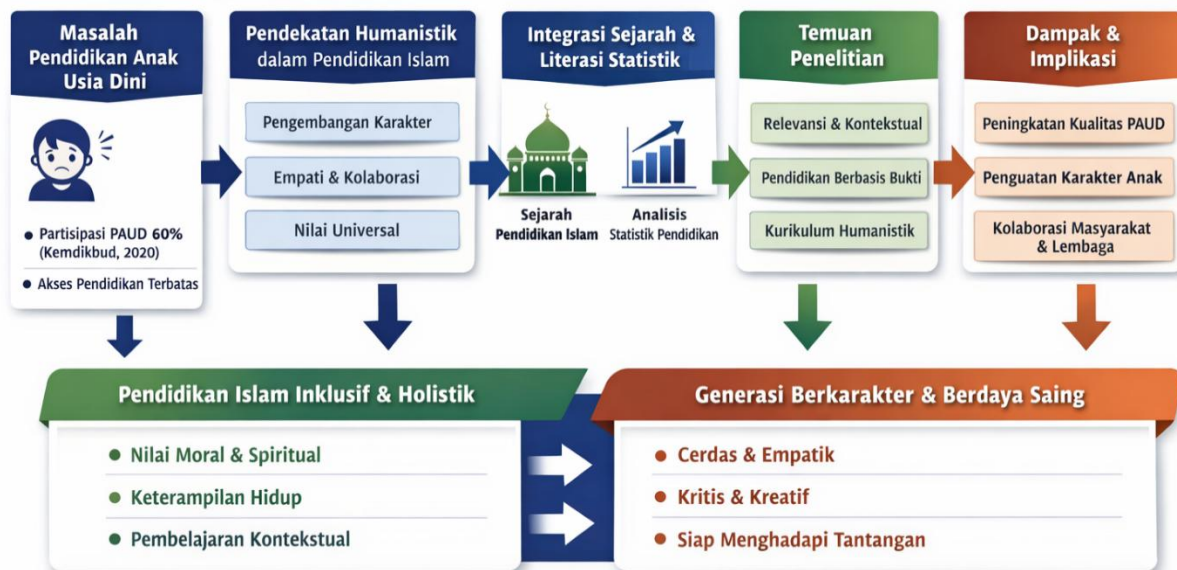 Masalah
Pendidikan Anak
Usia Dini
Partisipasi PAUD 60%
(Kemdikbud, 2020)
Akses Pendidikan Terbatas
Pendekatan Humanistik
dalam Pendidikan Islam
Pengembangan Karakter
Empati & Kolaborasi
Nilai Universal
Integrasi Sejarah &
Literasi Statistik
Sejarah
Pendidikan Islam
Analisis
Statistik Pendidikan
Temuan
Penelitian
Relevansi & Kontekstual
Pendidikan Berbasis Bukti
Kurikulum Humanistik
Dampak &
Implikasi
Peningkatan Kualitas PAUD
Penguatan Karakter Anak
Kolaborasi Masyarakat
& Lembaga
Pendidikan Islam Inklusif & Holistik
Nilai Moral & Spiritual
Keterampilan Hidup
Pembelajaran Kontekstual
Generasi Berkarakter & Berdaya Saing
Cerdas & Empatik
Kritis & Kreatif
Siap Menghadapi Tantangan